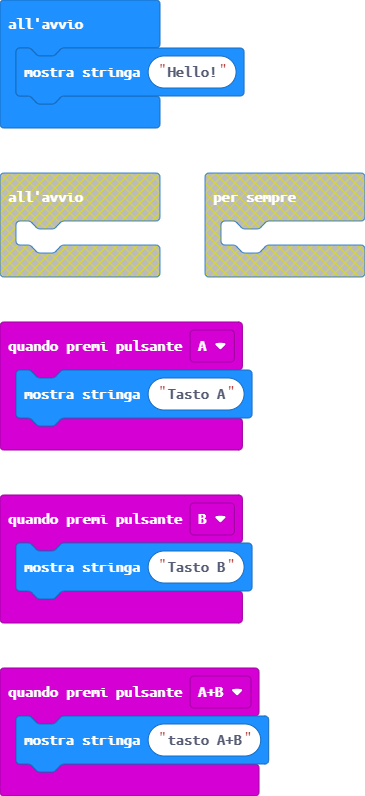 all'avvio
mostra stringa "Hello!"
all'avvio
per sempre
quando premi pulsante A
mostra stringa "Tasto A"
quando premi pulsante B
mostra stringa "Tasto B"
quando premi pulsante A+B
mostra stringa "tasto A+B"